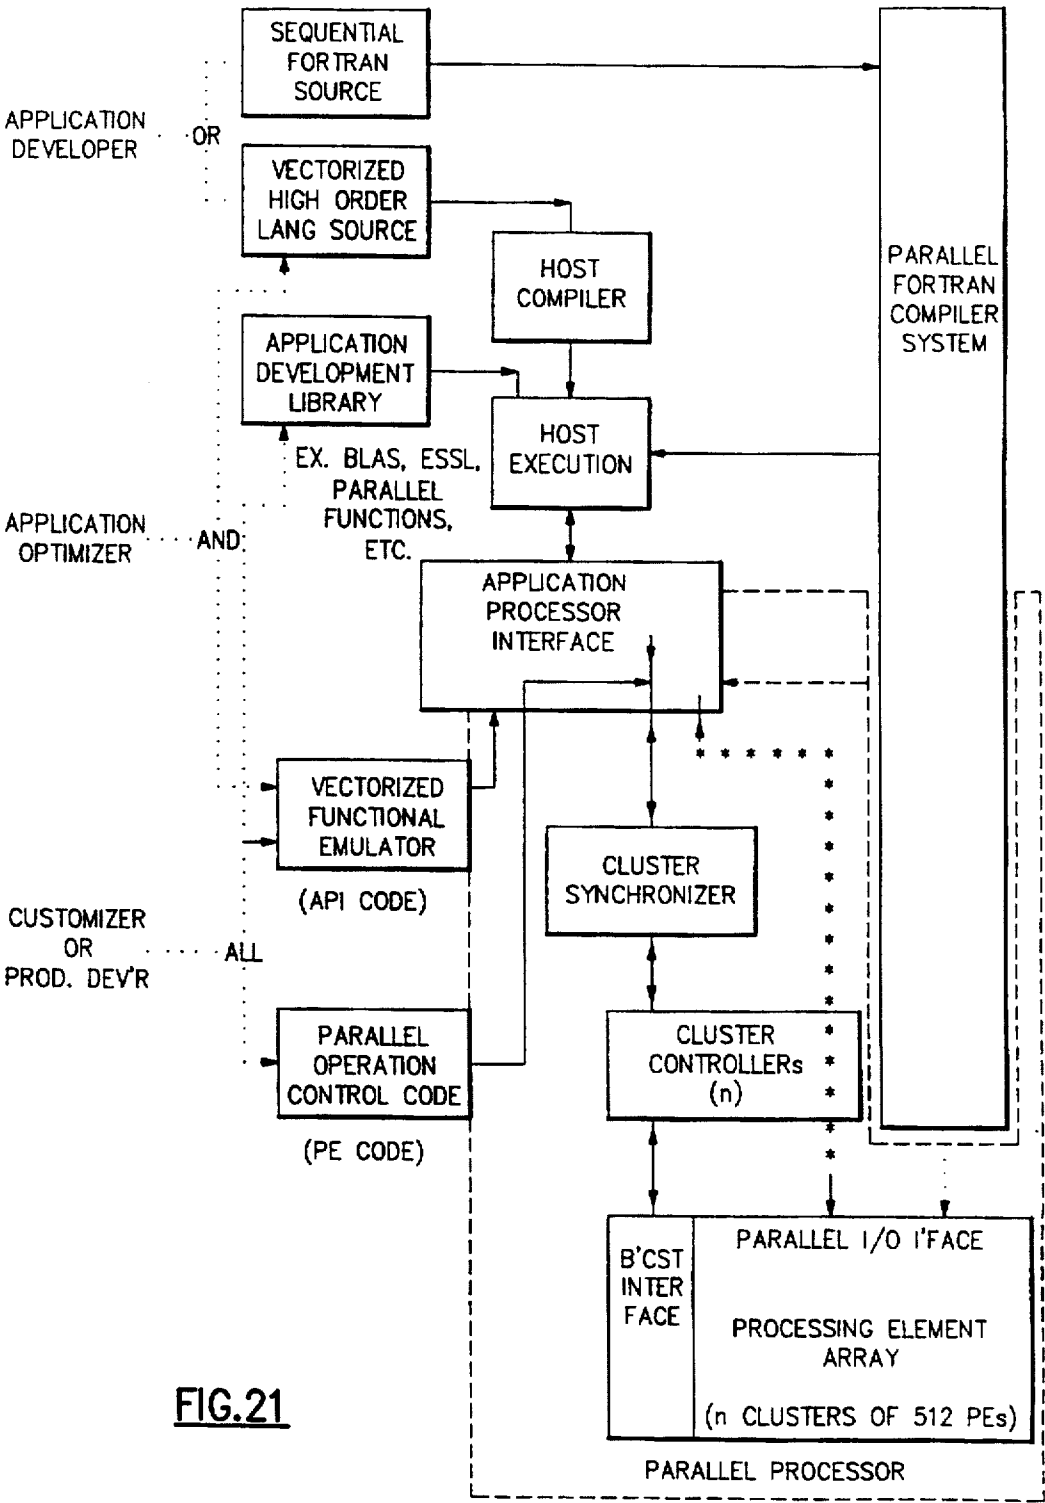 SEQUENTIAL
FORTRAN
SOURCE
APPLICATION
DEVELOPER
OR
VECTORIZED
HIGH ORDER
LANG SOURCE
HOST
COMPILER
PARALLEL
FORTRAN
COMPILER
SYSTEM
APPLICATION
DEVELOPMENT
LIBRARY
HOST
EXECUTION
EX. BLAS, ESSL,
PARALLEL
FUNCTIONS,
ETC.
APPLICATION
OPTIMIZER
AND
APPLICATION
PROCESSOR
INTERFACE
VECTORIZED
FUNCTIONAL
EMULATOR
(API CODE)
CLUSTER
SYNCHRONIZER
CUSTOMIZER
OR
PROD. DEV'R
ALL
PARALLEL
OPERATION
CONTROL CODE
(PE CODE)
CLUSTER
CONTROLLERs
(n)
B'CST
INTER
FACE
PARALLEL I/O I'FACE
PROCESSING ELEMENT
ARRAY
(n CLUSTERS OF 512 PEs)
PARALLEL PROCESSOR
FIG.21